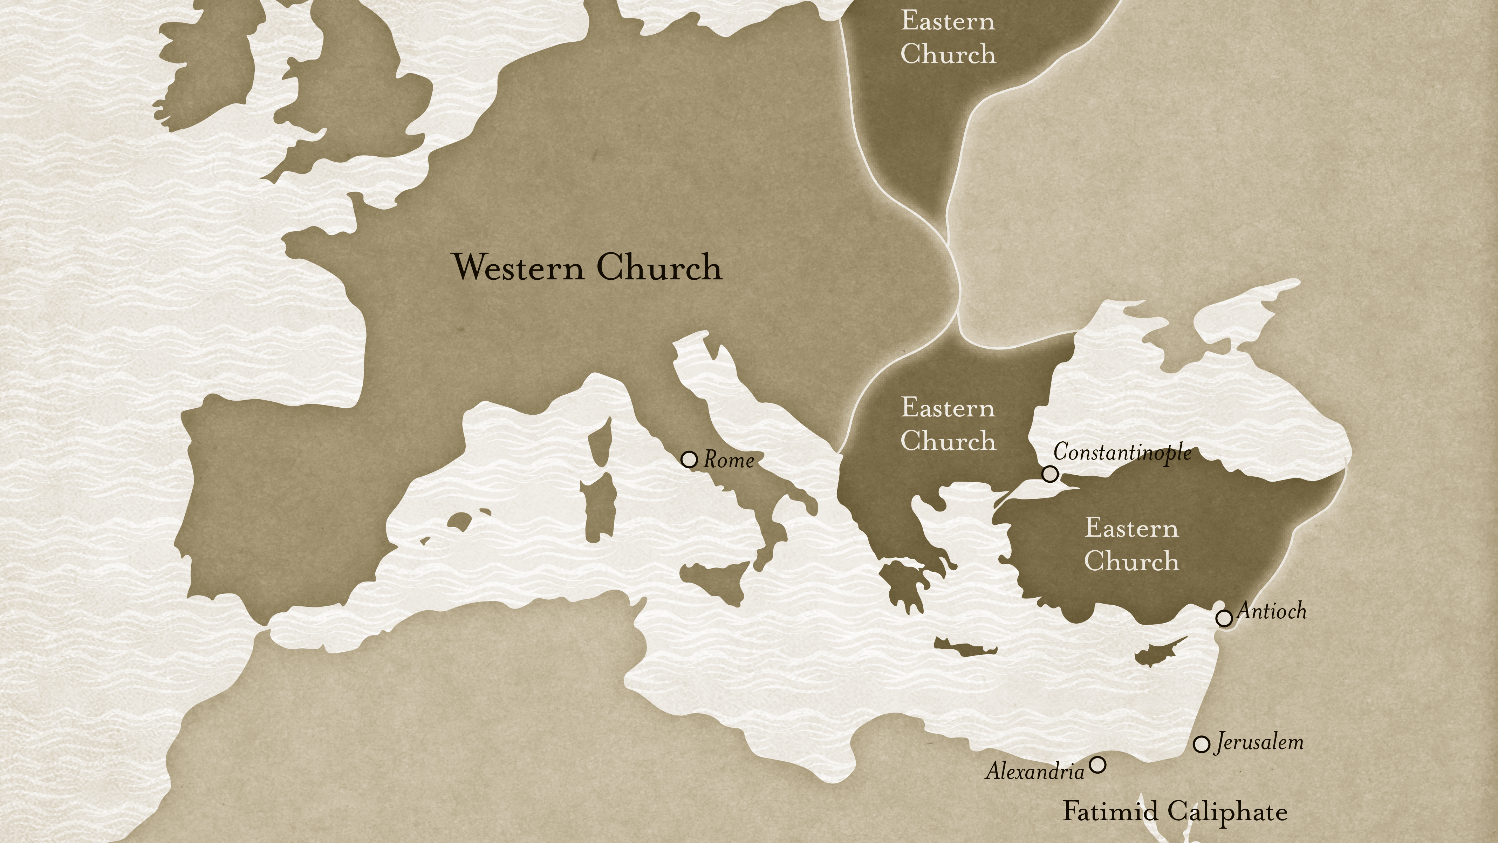 Eastern
Church
Western Church
Eastern
Church
Constantinople
Rome
Eastern
Church
Antioch
Jerusalem
Alexandria
Fatimid Caliphate